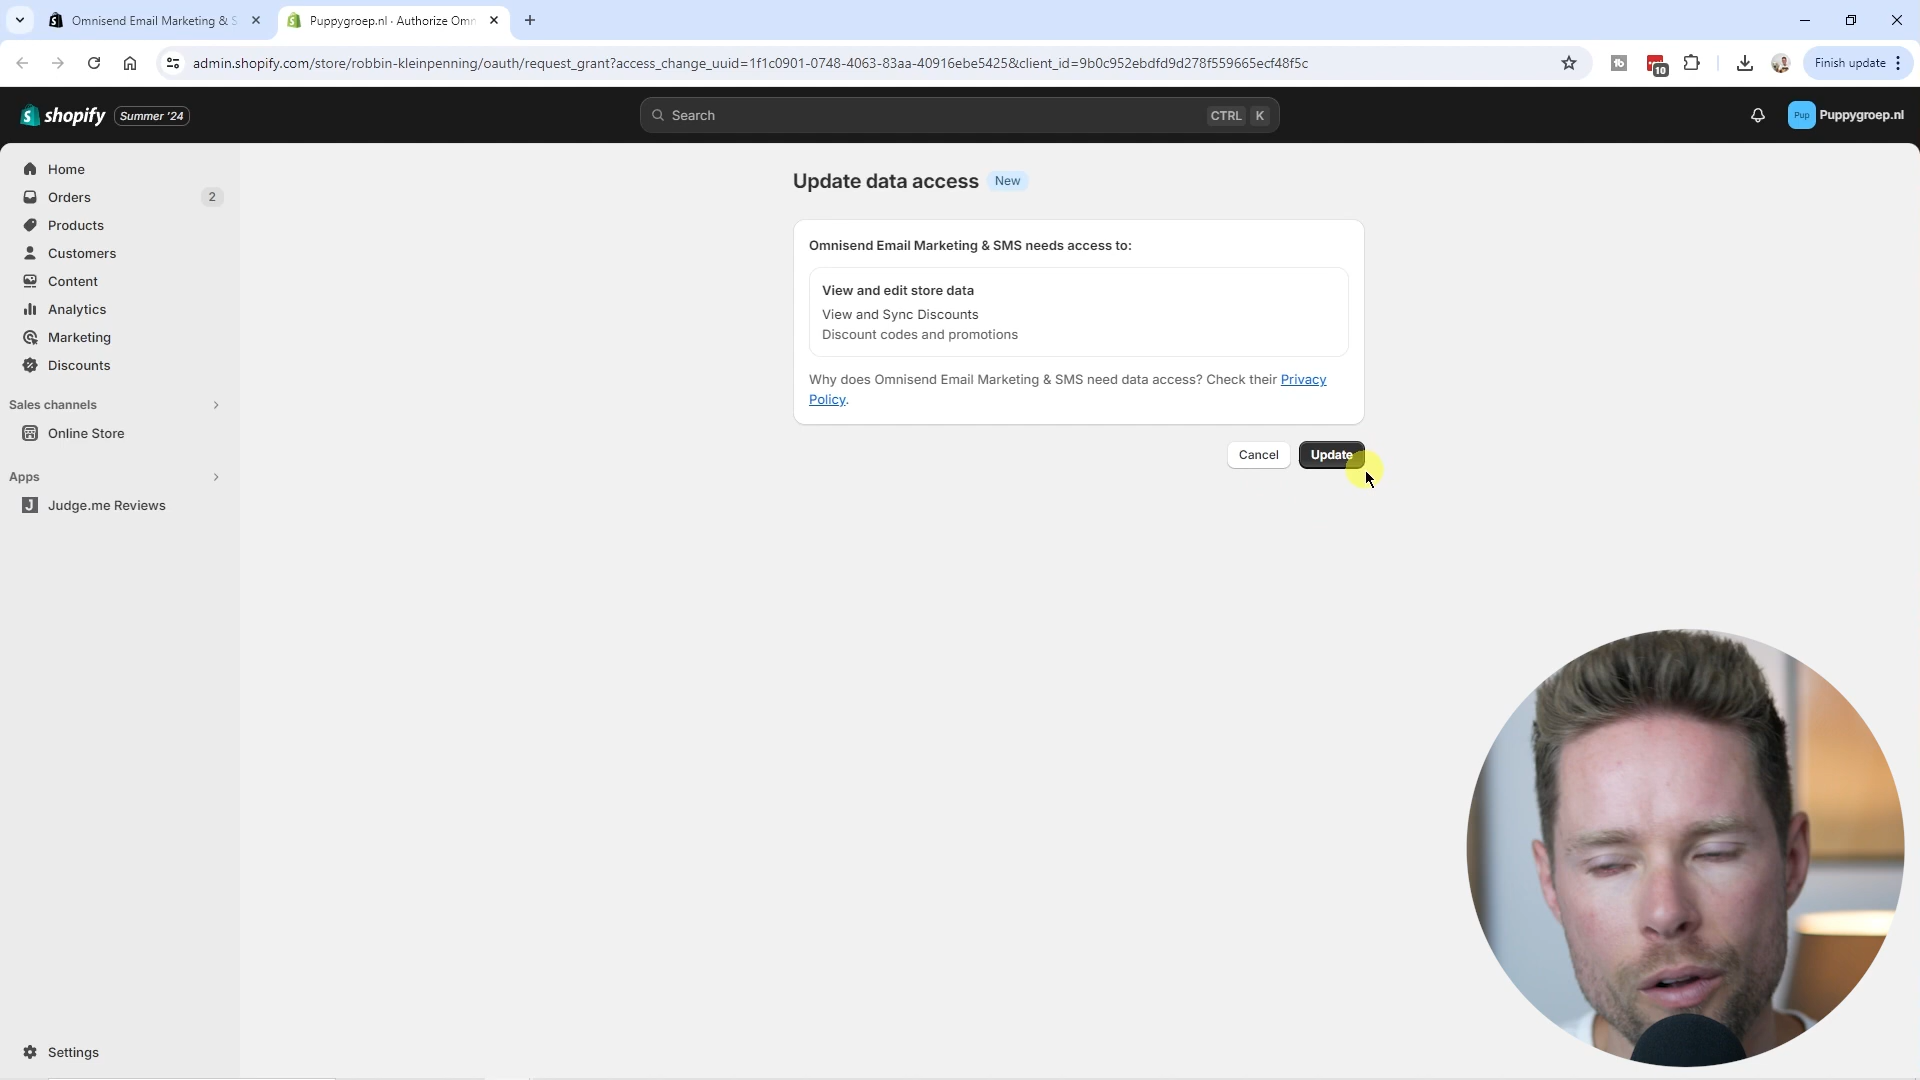 Omnisend Email Marketing & S
Puppygroep.nl · Authorize Omn
admin.shopify.com/store/robbin-kleinpenning/oauth/request_grant?access_change_uuid=1f1c0901-0748-4063-83aa-40916ebe5425&client_id=9b0c952ebdfd9d278f559665ecf48f5c
10
Finish update
shopify
Summer '24
Search
CTRL K
Pup
Puppygroep.nl
Home
Orders 2
Products
Customers
Content
Analytics
Marketing
Discounts
Sales channels
Online Store
Apps
Judge.me Reviews
Settings
Update data access New
Omnisend Email Marketing & SMS needs access to:
View and edit store data
View and Sync Discounts
Discount codes and promotions
Why does Omnisend Email Marketing & SMS need data access? Check their Privacy
Policy.
Cancel
Update